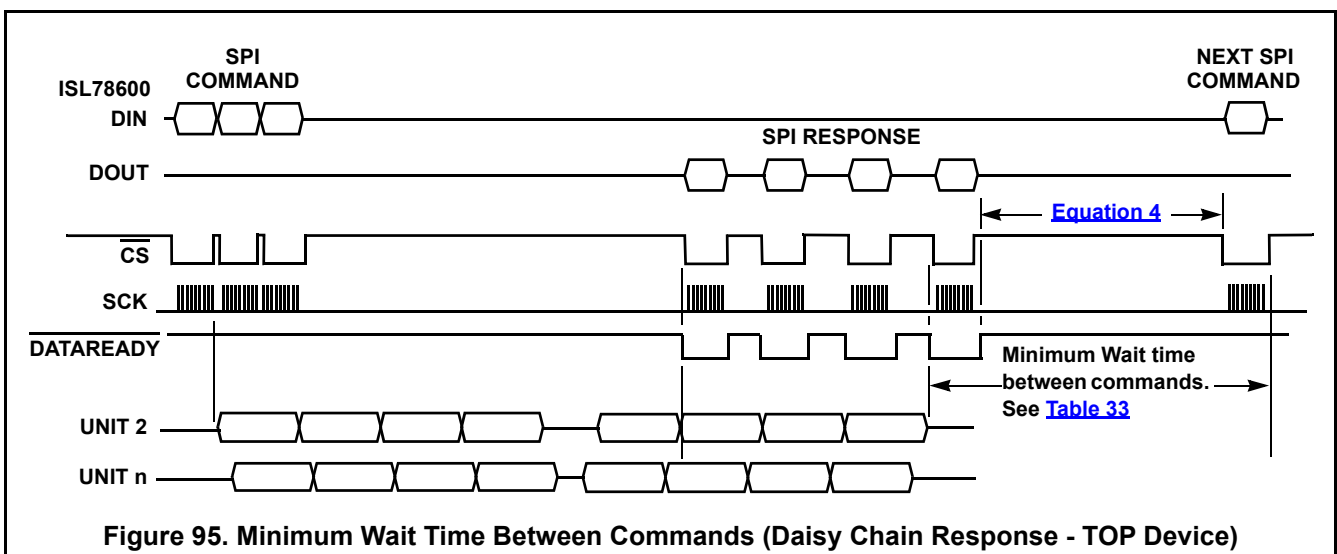 SPI
COMMAND
NEXT SPI
COMMAND
ISL78600
DIN
SPI RESPONSE
DOUT
Equation 4
CS
SCK
DATAREADY
Minimum Wait time
between commands.
See Table 33
UNIT 2
UNIT n
Figure 95. Minimum Wait Time Between Commands (Daisy Chain Response - TOP Device)